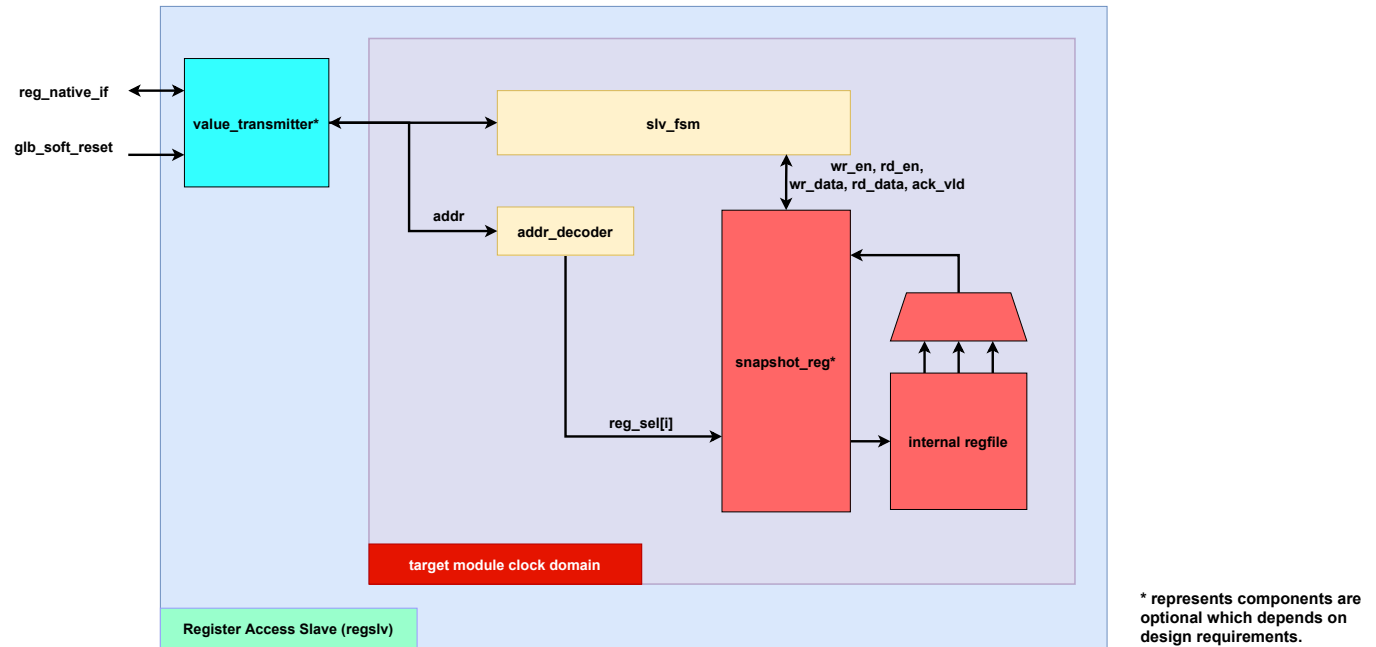 reg_native_if
glb_soft_reset
value_transmitter*
slv_fsm
wr_en, rd_en,
wr_data, rd_data, ack_vld
addr
addr_decoder
snapshot_reg*
reg_sel[i]
internal regfile
target module clock domain
Register Access Slave (regslv)
* represents components are
optional which depends on
design requirements.